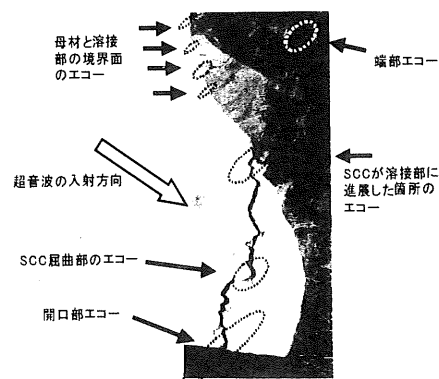 母材と溶接
部の境界面
のエコー
端部エコー
SCCが溶接部に
進展した箇所の
エコー
超音波の入射方向
SCC屈曲部のエコー
開口部エコー